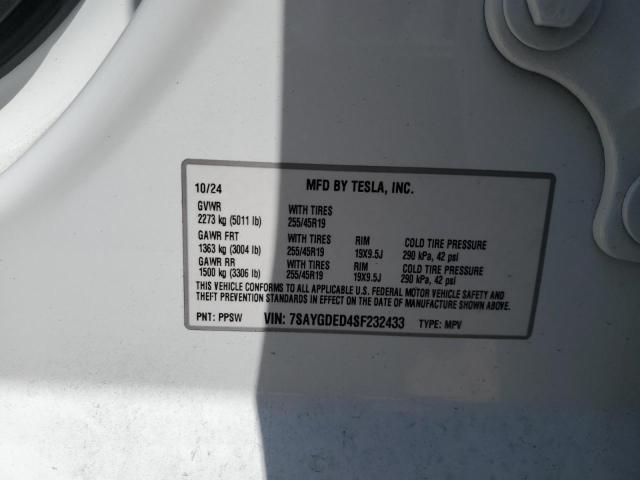 10/24 MFD BY TESLA, INC.
GVWR WITH TIRES
2273 kg (5011 lb) 255/45R19
GAWR FRT WITH TIRES RIM COLD TIRE PRESSURE
1363 kg (3004 lb) 255/45R19 19X9.5J 290 kPa, 42 psi
GAWR RR WITH TIRES RIM COLD TIRE PRESSURE
1500 kg (3306 lb) 255/45R19 19X9.5J 290 kPa, 42 psi
THIS VEHICLE CONFORMS TO ALL APPLICABLE U.S. FEDERAL MOTOR VEHICLE SAFETY AND
THEFT PREVENTION STANDARDS IN EFFECT ON THE DATE OF MANUFACTURE SHOWN ABOVE.
PNT: PPSW VIN: 7SAYGDED4SF232433 TYPE: MPV